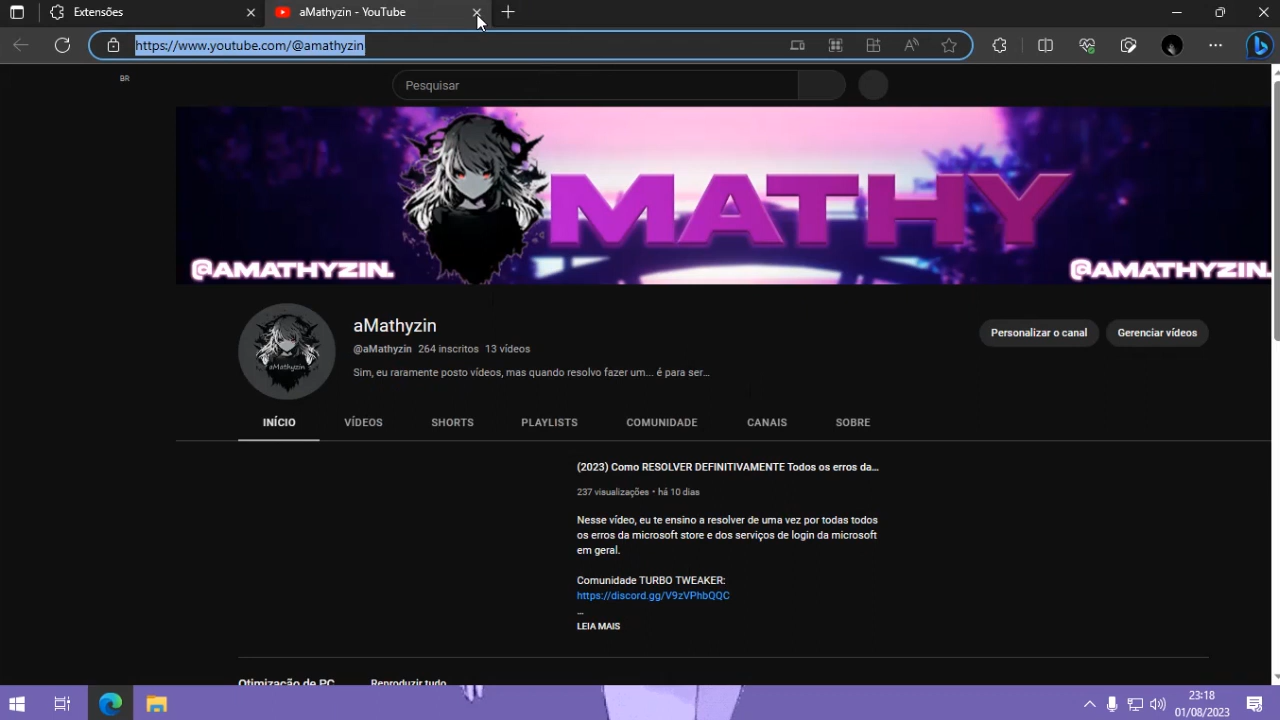 Extensões
aMathyzin - YouTube
https://www.youtube.com/@amathyzin
BR
Pesquisar
MATHY
@AMATHYZIN.
@AMATHYZIN.
aMathyzin
aMathyzin
@aMathyzin 264 inscritos 13 vídeos
Sim, eu raramente posto vídeos, mas quando resolvo fazer um... é para ser...
Personalizar o canal
Gerenciar vídeos
INÍCIO
VÍDEOS
SHORTS
PLAYLISTS
COMUNIDADE
CANAIS
SOBRE
(2023) Como RESOLVER DEFINITIVAMENTE Todos os erros da...
237 visualizações • há 10 dias
Nesse vídeo, eu te ensino a resolver de uma vez por todas todos
os erros da microsoft store e dos serviços de login da microsoft
em geral.
Comunidade TURBO TWEAKER:
https://discord.gg/V9zVPhbQQC
...
LEIA MAIS
Otimização de PC
Reproduzir tudo
23:18
01/08/2023